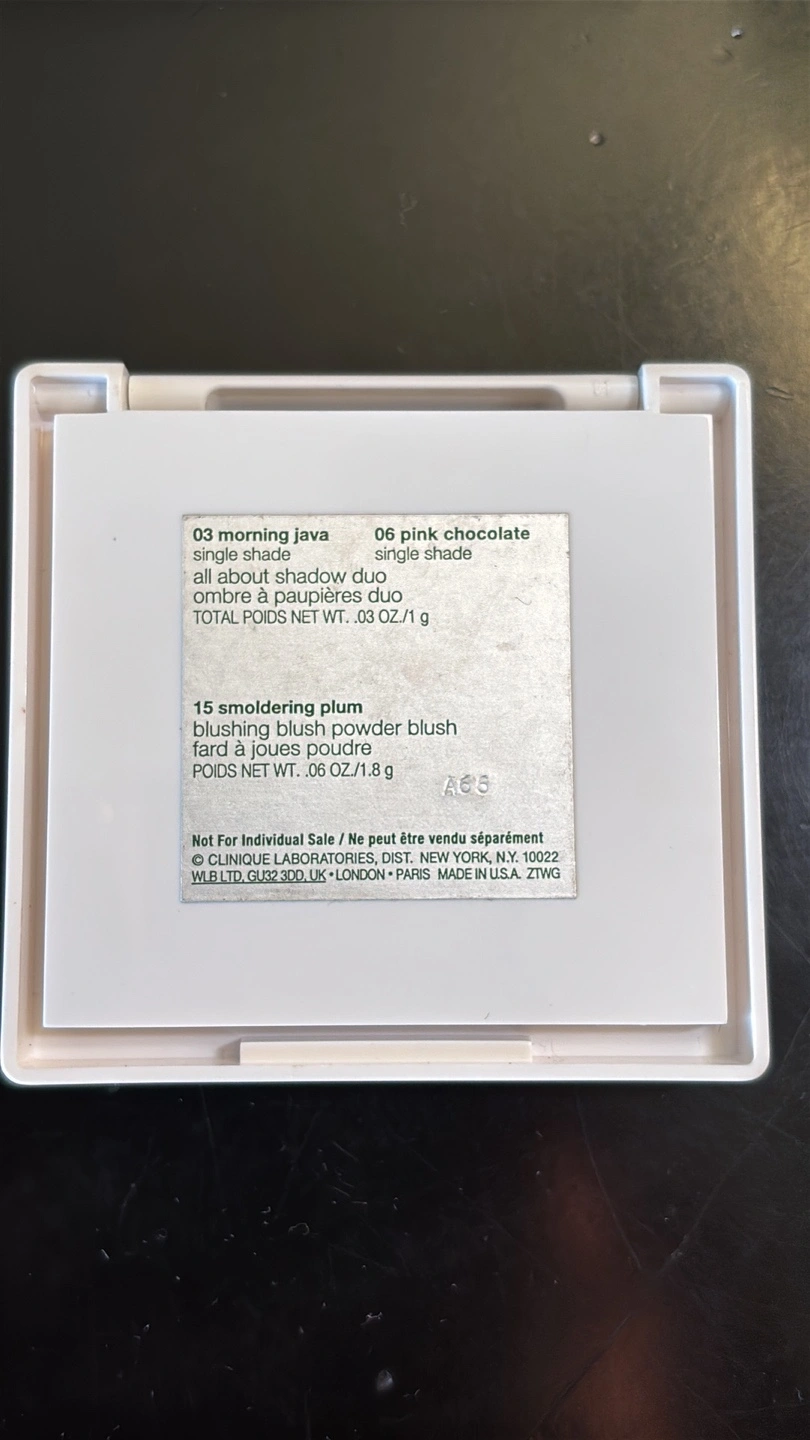 03 morning java 06 pink chocolate
single shade single shade
all about shadow duo
ombre à paupières duo
TOTAL POIDS NET WT. .03 OZ./1 g
15 smoldering plum
blushing blush powder blush
fard à joues poudre
POIDS NET WT. .06 OZ./1.8 g
A66
Not For Individual Sale / Ne peut être vendu séparément
© CLINIQUE LABORATORIES, DIST. NEW YORK, N.Y. 10022
WLB LTD, GU32 3DD, UK • LONDON • PARIS MADE IN U.S.A. ZTWG